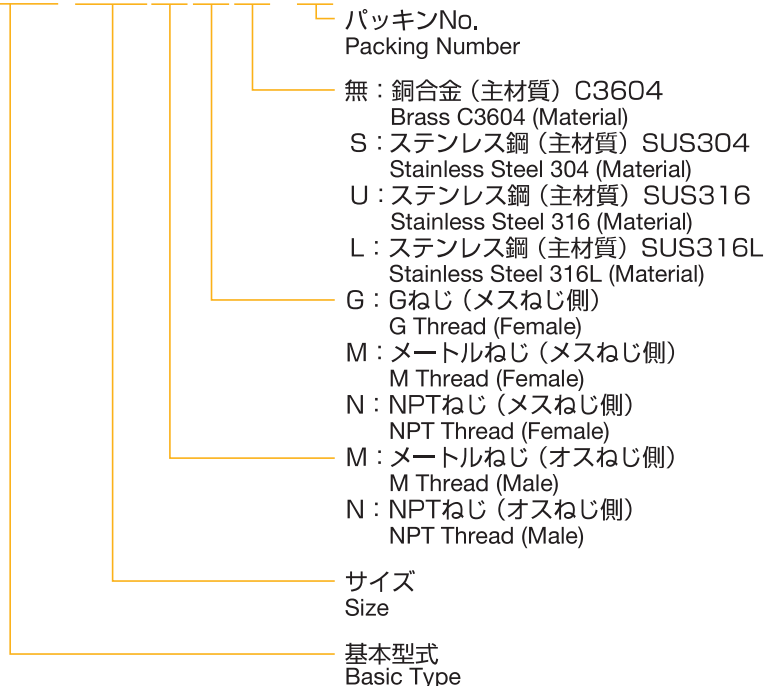 パッキンNo.
Packing Number
無：銅合金（主材質）C3604
Brass C3604 (Material)
S：ステンレス鋼（主材質）SUS304
Stainless Steel 304 (Material)
U：ステンレス鋼（主材質）SUS316
Stainless Steel 316 (Material)
L：ステンレス鋼（主材質）SUS316L
Stainless Steel 316L (Material)
G：Gねじ（メスねじ側）
G Thread (Female)
M：メートルねじ（メスねじ側）
M Thread (Female)
N：NPTねじ（メスねじ側）
NPT Thread (Female)
M：メートルねじ（オスねじ側）
M Thread (Male)
N：NPTねじ（オスねじ側）
NPT Thread (Male)
サイズ
Size
基本型式
Basic Type